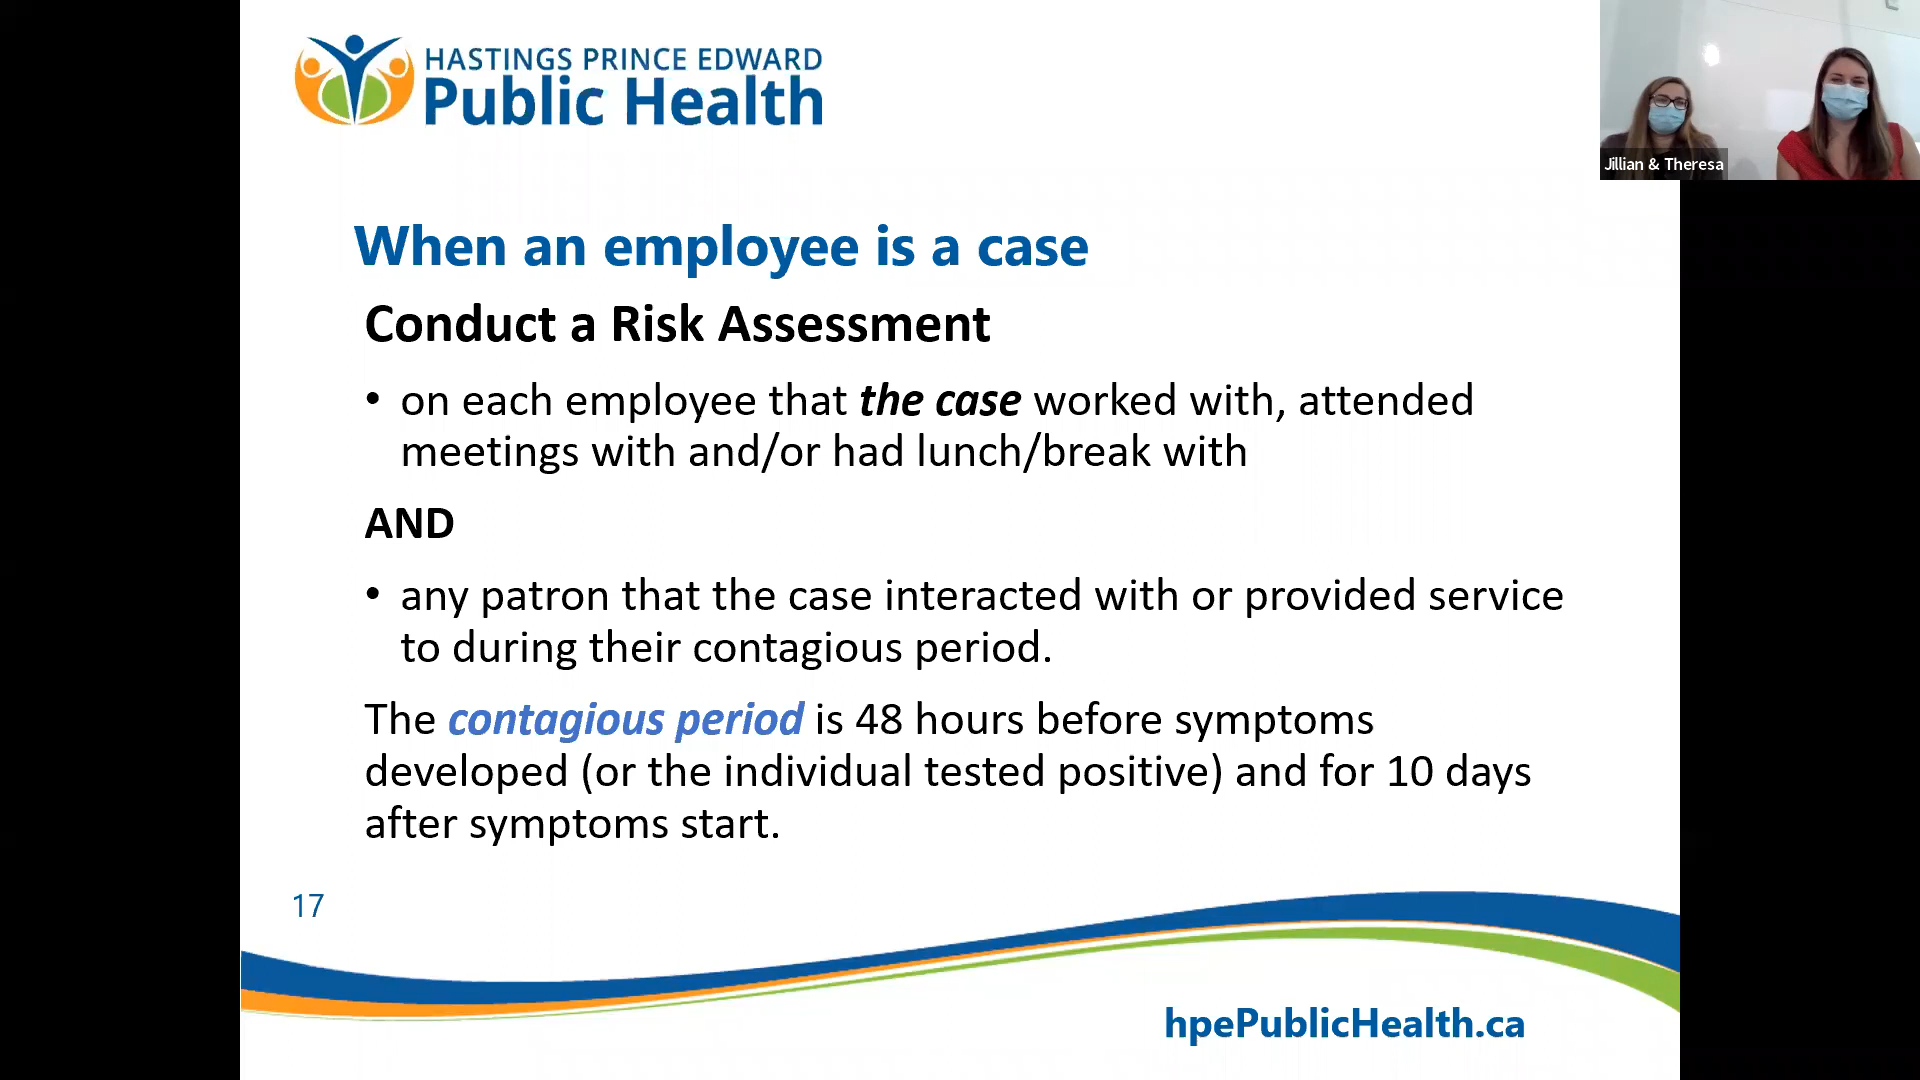 HASTINGS PRINCE EDWARD
Public Health
Jillian & Theresa
When an employee is a case
Conduct a Risk Assessment
• on each employee that the case worked with, attended
meetings with and/or had lunch/break with
AND
• any patron that the case interacted with or provided service
to during their contagious period.
The contagious period is 48 hours before symptoms
developed (or the individual tested positive) and for 10 days
after symptoms start.
17
hpePublicHealth.ca